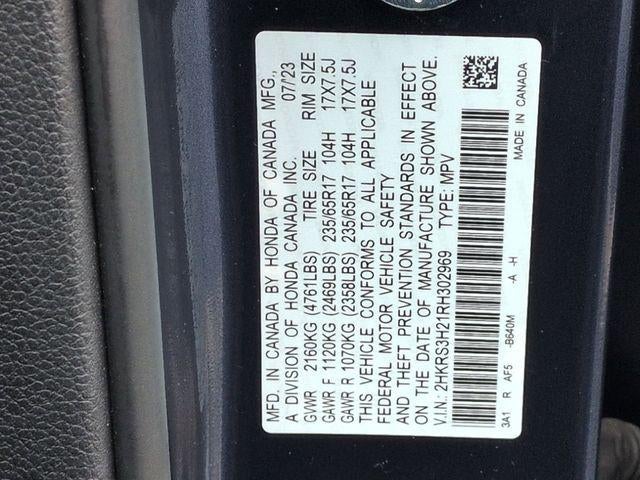 MFD. IN CANADA BY HONDA OF CANADA MFG.,
A DIVISION OF HONDA CANADA INC. 07/23
GVWR 2160KG (4761LBS) TIRE SIZE RIM SIZE
GAWR F 1120KG (2469LBS) 235/65R17 104H 17X7.5J
GAWR R 1070KG (2358LBS) 235/65R17 104H 17X7.5J
THIS VEHICLE CONFORMS TO ALL APPLICABLE
FEDERAL MOTOR VEHICLE SAFETY
AND THEFT PREVENTION STANDARDS IN EFFECT
ON THE DATE OF MANUFACTURE SHOWN ABOVE.
V.I.N.: 2HKRS3H21RH302969 TYPE: MPV
3A1 R AF5 -B640M -A -H MADE IN CANADA